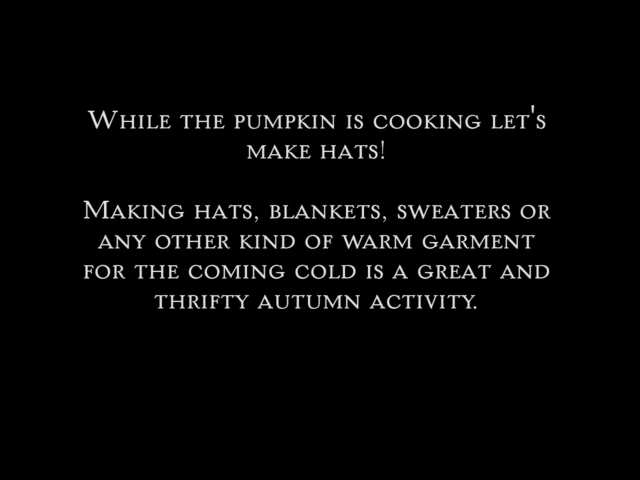 While the pumpkin is cooking let's
make hats!
Making hats, blankets, sweaters or
any other kind of warm garment
for the coming cold is a great and
thrifty autumn activity.